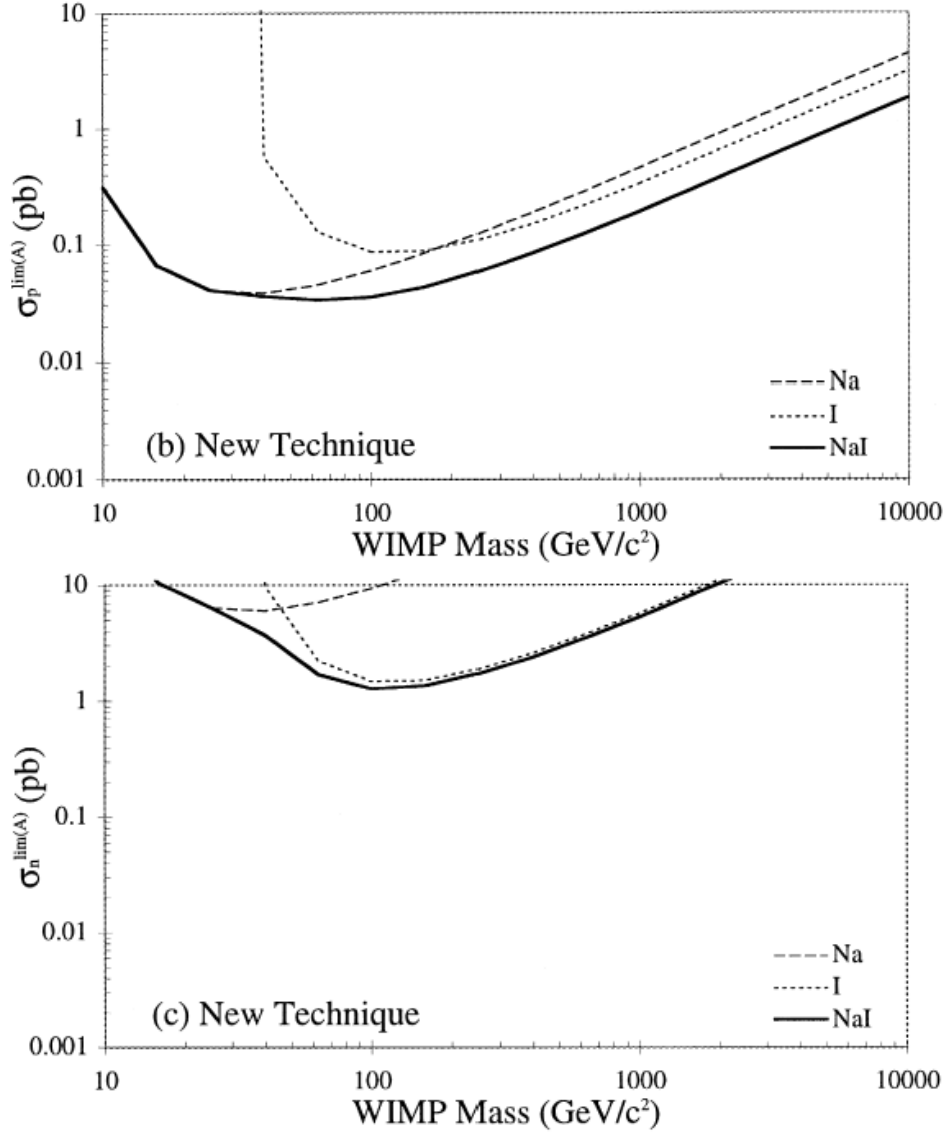 10
1
0.1
0.01
0.001
σp lim(A) (pb)
Na
I
NaI
(b) New Technique
10 100 1000 10000
WIMP Mass (GeV/c²)
10
1
0.1
0.01
0.001
σn lim(A) (pb)
Na
I
NaI
(c) New Technique
10 100 1000 10000
WIMP Mass (GeV/c²)